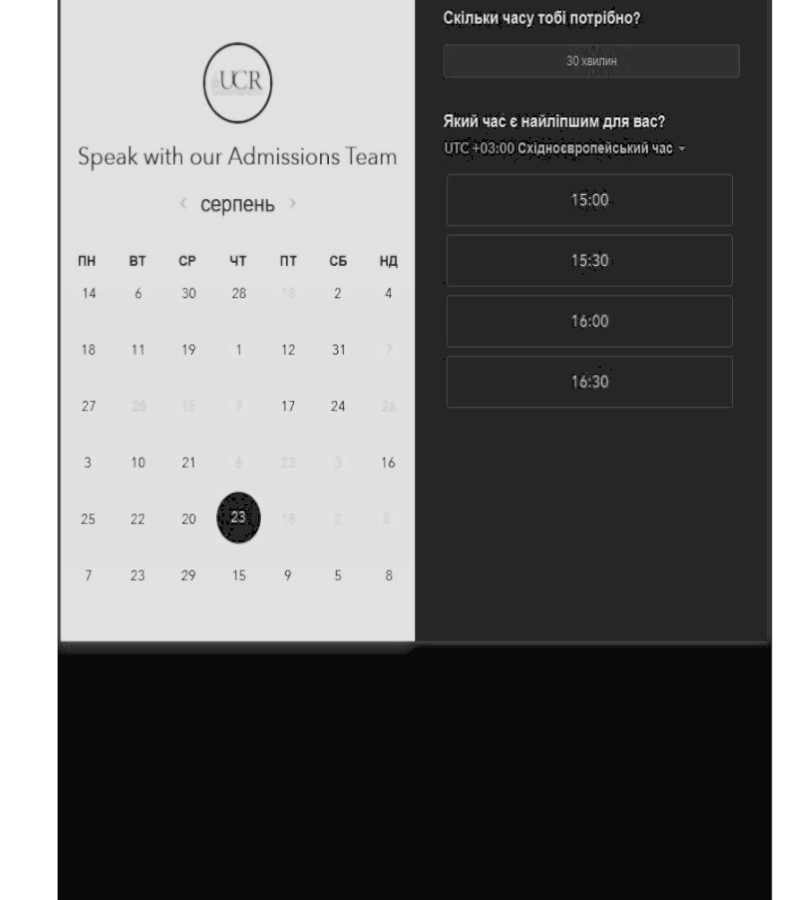 UCR
Speak with our Admissions Team
‹ серпень ›
ПН ВТ СР ЧТ ПТ СБ НД
14 6 30 28 18 2 4
18 11 19 1 12 31 7
27 28 15 7 17 24 26
3 10 21 6 23 3 16
25 22 20 23 18 2 5
7 23 29 15 9 5 8
Скільки часу тобі потрібно?
30 хвилин
Який час є найліпшим для вас?
UTC +03:00 Східноєвропейський час
15:00
15:30
16:00
16:30